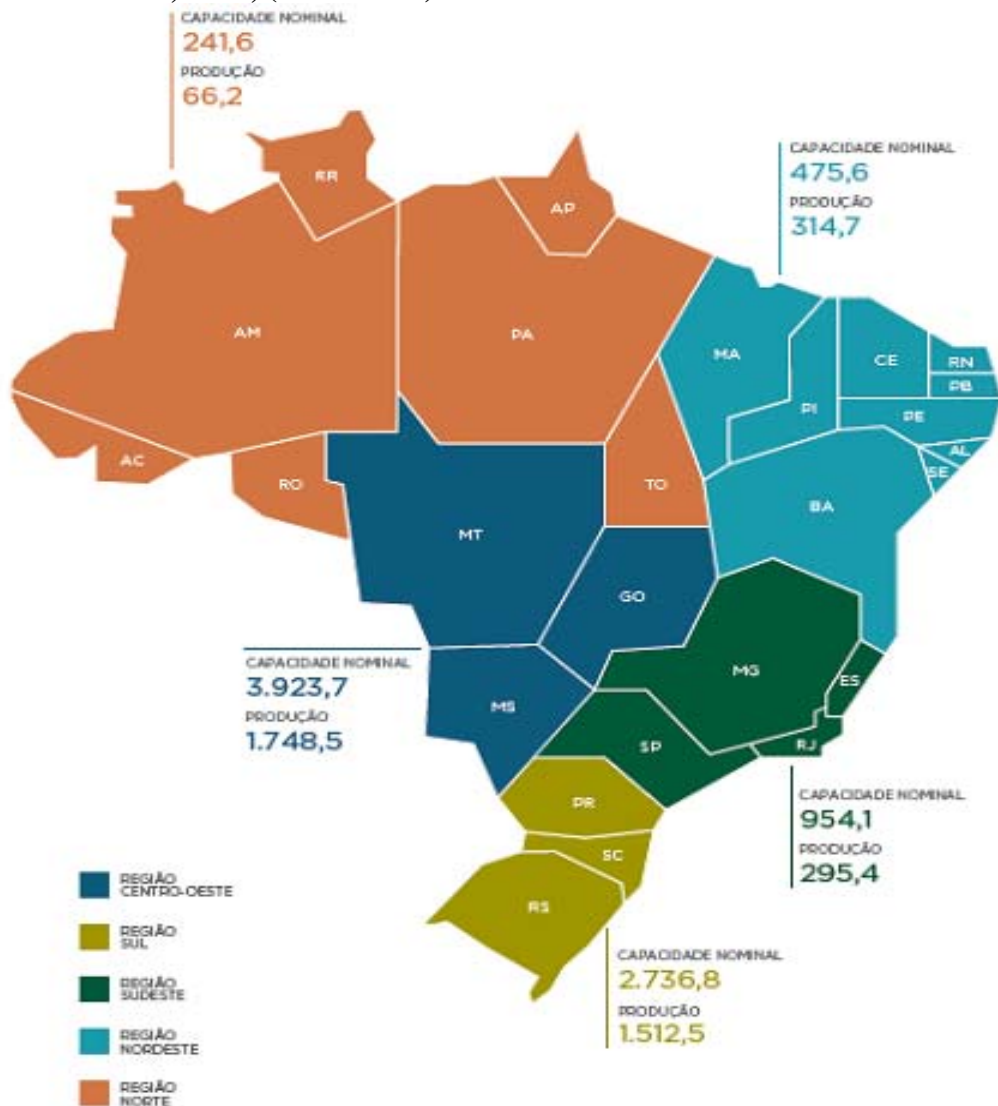 CAPACIDADE NOMINAL
241,6
PRODUÇÃO
66,2
CAPACIDADE NOMINAL
475,6
PRODUÇÃO
314,7
RR
AP
AM
PA
MA
CE
RN
PB
PI
PE
AL
SE
AC
RO
TO
BA
MT
GO
CAPACIDADE NOMINAL
3.923,7
PRODUÇÃO
1.748,5
MG
ES
MS
SP
RJ
CAPACIDADE NOMINAL
954,1
PRODUÇÃO
295,4
PR
SC
RS
CAPACIDADE NOMINAL
2.736,8
PRODUÇÃO
1.512,5
REGIÃO
CENTRO-OESTE
REGIÃO
SUL
REGIÃO
SUDESTE
REGIÃO
NORDESTE
REGIÃO
NORTE